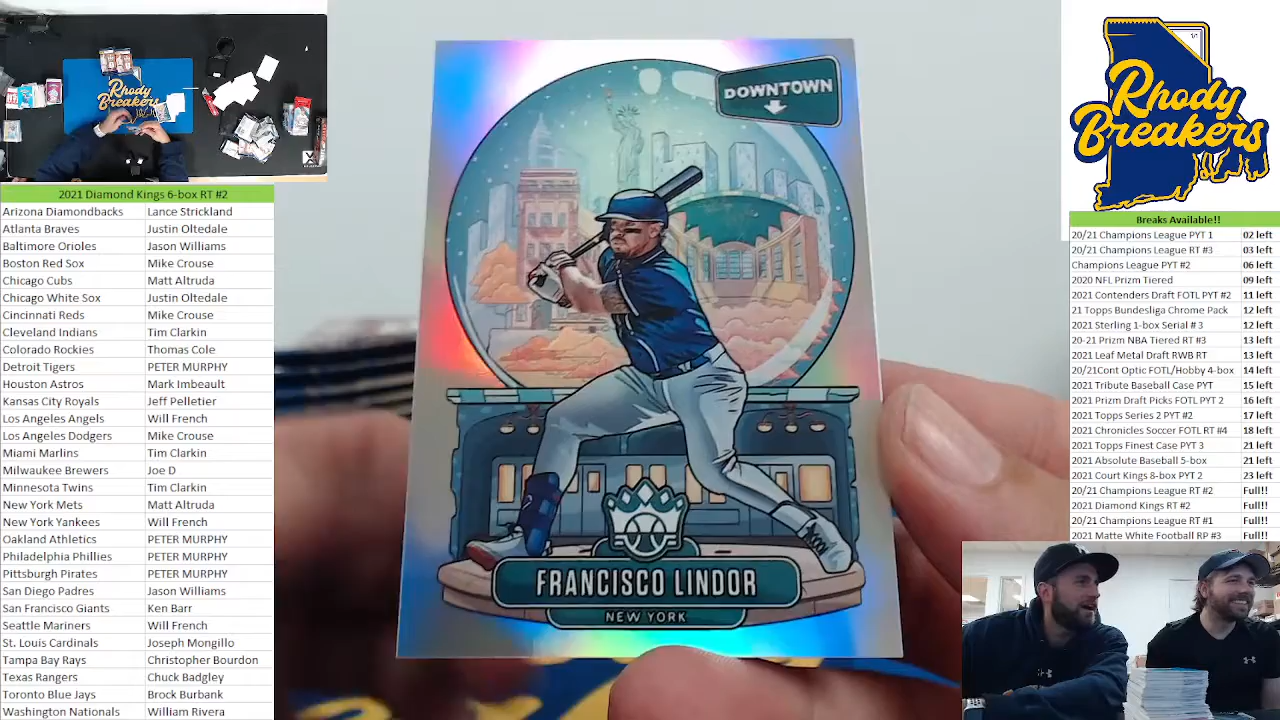 Rhody
Breakers
2021 Diamond Kings 6-box RT #2
Arizona Diamondbacks Lance Strickland
Atlanta Braves Justin Oltedale
Baltimore Orioles Jason Williams
Boston Red Sox Mike Crouse
Chicago Cubs Matt Altruda
Chicago White Sox Justin Oltedale
Cincinnati Reds Mike Crouse
Cleveland Indians Tim Clarkin
Colorado Rockies Thomas Cole
Detroit Tigers PETER MURPHY
Houston Astros Mark Imbeault
Kansas City Royals Jeff Pelletier
Los Angeles Angels Will French
Los Angeles Dodgers Mike Crouse
Miami Marlins Tim Clarkin
Milwaukee Brewers Joe D
Minnesota Twins Tim Clarkin
New York Mets Matt Altruda
New York Yankees Will French
Oakland Athletics PETER MURPHY
Philadelphia Phillies PETER MURPHY
Pittsburgh Pirates PETER MURPHY
San Diego Padres Jason Williams
San Francisco Giants Ken Barr
Seattle Mariners Will French
St. Louis Cardinals Joseph Mongillo
Tampa Bay Rays Christopher Bourdon
Texas Rangers Chuck Badgley
Toronto Blue Jays Brock Burbank
Washington Nationals William Rivera
DOWNTOWN
FRANCISCO LINDOR
NEW YORK
Rhody
Breakers
Breaks Available!!
20/21 Champions League PYT 1 02 left
20/21 Champions League RT #3 03 left
Champions League PYT #2 06 left
2020 NFL Prizm Tiered 09 left
2021 Contenders Draft FOTL PYT #2 11 left
21 Topps Bundesliga Chrome Pack 12 left
2021 Sterling 1-box Serial # 3 12 left
20-21 Prizm NBA Tiered RT #3 13 left
2021 Leaf Metal Draft RWB RT 13 left
20/21Cont Optic FOTL/Hobby 4-box 14 left
2021 Tribute Baseball Case PYT 15 left
2021 Prizm Draft Picks FOTL PYT 2 16 left
2021 Topps Series 2 PYT #2 17 left
2021 Chronicles Soccer FOTL RT #4 18 left
2021 Topps Finest Case PYT 3 21 left
2021 Absolute Baseball 5-box 21 left
2021 Court Kings 8-box PYT 2 23 left
20/21 Champions League RT #2 Full!!
2021 Diamond Kings RT #2 Full!!
20/21 Champions League RT #1 Full!!
2021 Matte White Football RP #3 Full!!